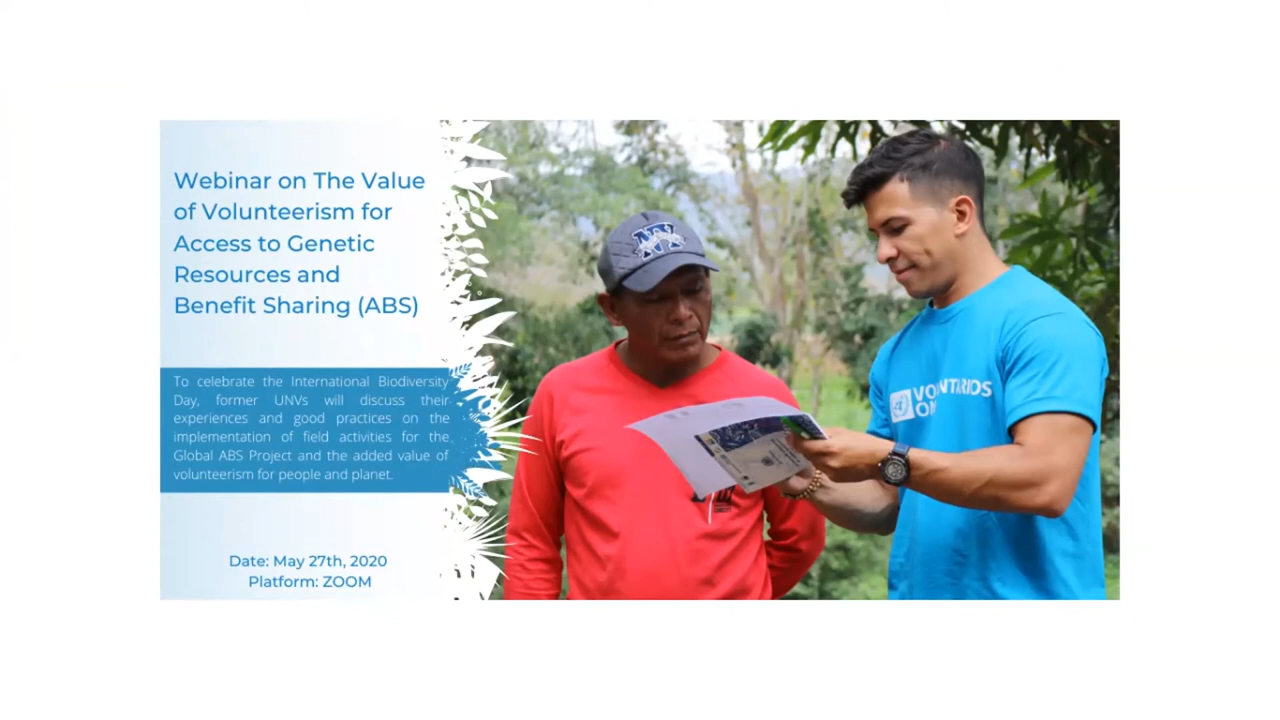 Webinar on The Value
of Volunteerism for
Access to Genetic
Resources and
Benefit Sharing (ABS)
To celebrate the International Biodiversity
Day, former UNVs will discuss their
experiences and good practices on the
implementation of field activities for the
Global ABS Project and the added value of
volunteerism for people and planet.
Date: May 27th, 2020
Platform: ZOOM
NY